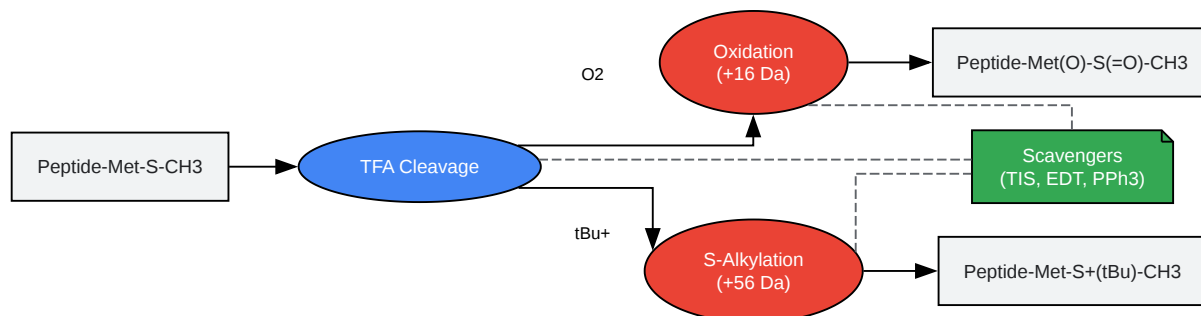 Peptide-Met-S-CH3
TFA Cleavage
O2
Oxidation
(+16 Da)
Peptide-Met(O)-S(=O)-CH3
Scavengers
(TIS, EDT, PPh3)
tBu+
S-Alkylation
(+56 Da)
Peptide-Met-S+(tBu)-CH3